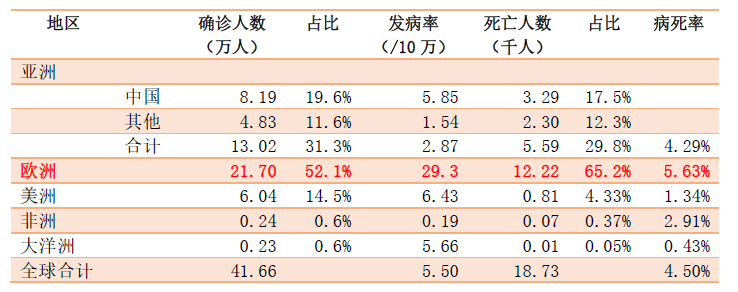 地区 确诊人数 占比 发病率 死亡人数 占比 病死率
（万人） （/10 万） （千人）
亚洲
中国 8.19 19.6% 5.85 3.29 17.5%
其他 4.83 11.6% 1.54 2.30 12.3%
合计 13.02 31.3% 2.87 5.59 29.8% 4.29%
欧洲 21.70 52.1% 29.3 12.22 65.2% 5.63%
美洲 6.04 14.5% 6.43 0.81 4.33% 1.34%
非洲 0.24 0.6% 0.19 0.07 0.37% 2.91%
大洋洲 0.23 0.6% 5.66 0.01 0.05% 0.43%
全球合计 41.66 5.50 18.73 4.50%